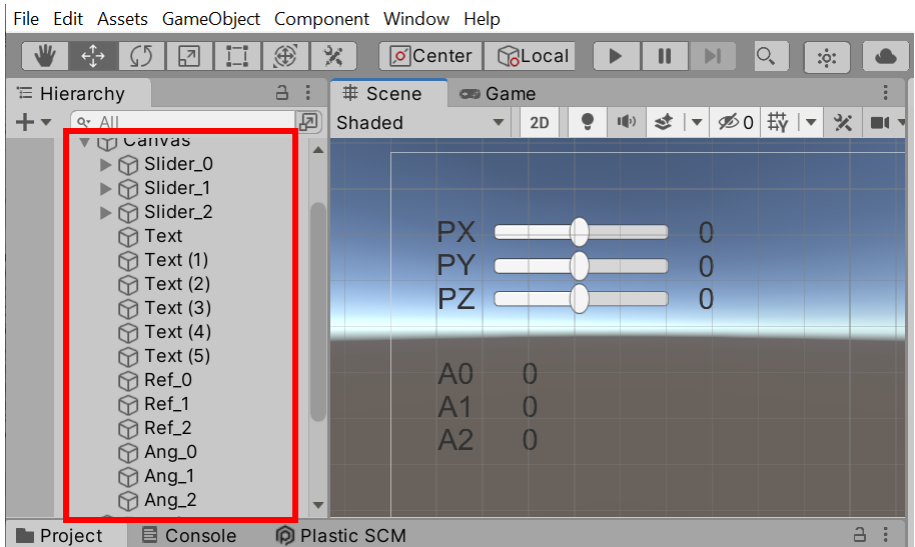 File Edit Assets GameObject Component Window Help
Center Local
Hierarchy
Scene Game
All
Shaded 2D 0
Canvas
Slider_0
Slider_1
Slider_2
Text
Text (1)
Text (2)
Text (3)
Text (4)
Text (5)
Ref_0
Ref_1
Ref_2
Ang_0
Ang_1
Ang_2
PX 0
PY 0
PZ 0
A0 0
A1 0
A2 0
Project Console Plastic SCM